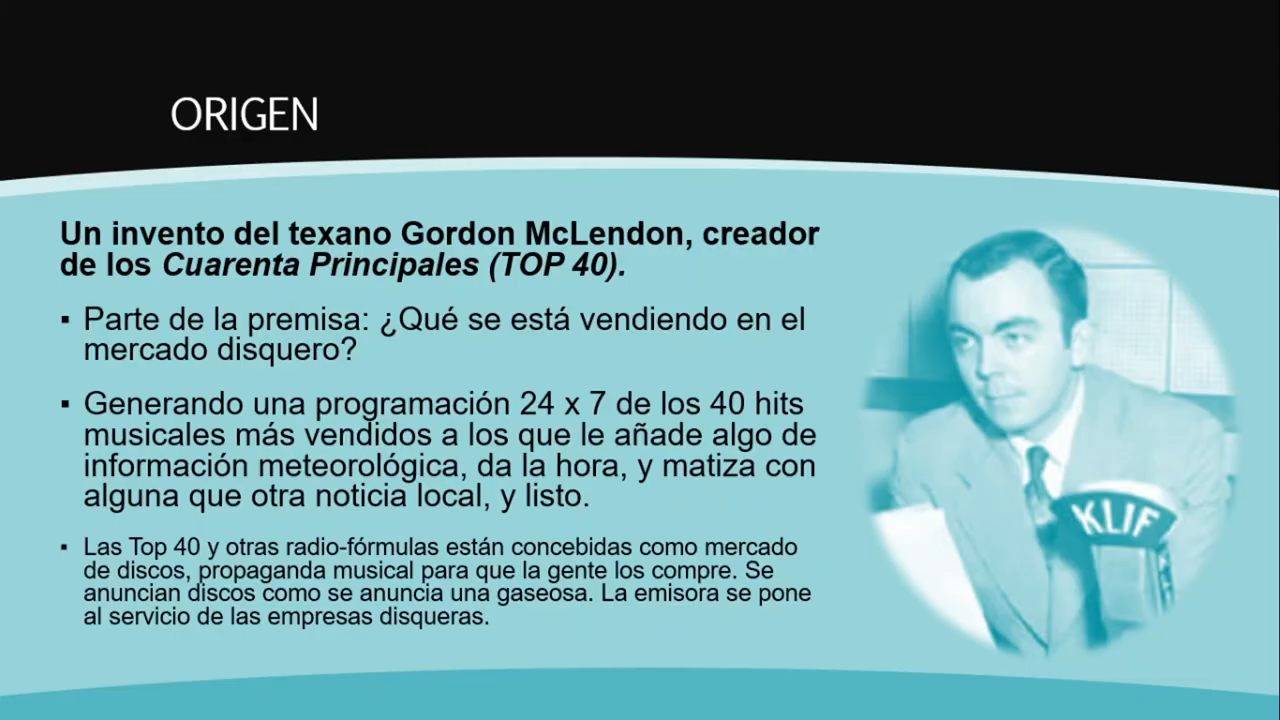 ORIGEN
Un invento del texano Gordon McLendon, creador
de los Cuarenta Principales (TOP 40).
▪ Parte de la premisa: ¿Qué se está vendiendo en el
mercado disquero?
▪ Generando una programación 24 x 7 de los 40 hits
musicales más vendidos a los que le añade algo de
información meteorológica, da la hora, y matiza con
alguna que otra noticia local, y listo.
▪ Las Top 40 y otras radio-fórmulas están concebidas como mercado
de discos, propaganda musical para que la gente los compre. Se
anuncian discos como se anuncia una gaseosa. La emisora se pone
al servicio de las empresas disqueras.
KLIF